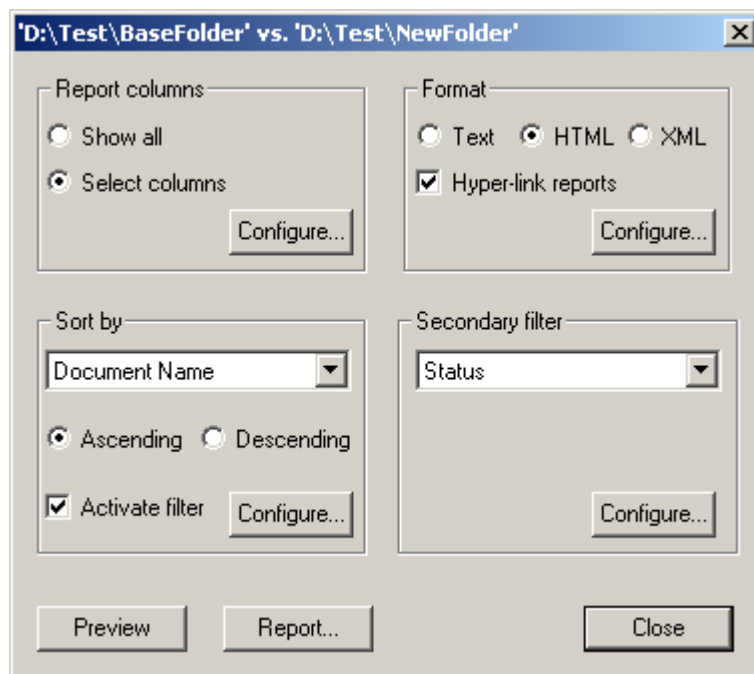 'D:\Test\BaseFolder' vs. 'D:\Test\NewFolder'
Report columns
Show all
Select columns
Configure...
Format
Text HTML XML
Hyper-link reports
Configure...
Sort by
Document Name
Ascending Descending
Activate filter Configure...
Secondary filter
Status
Configure...
Preview Report... Close